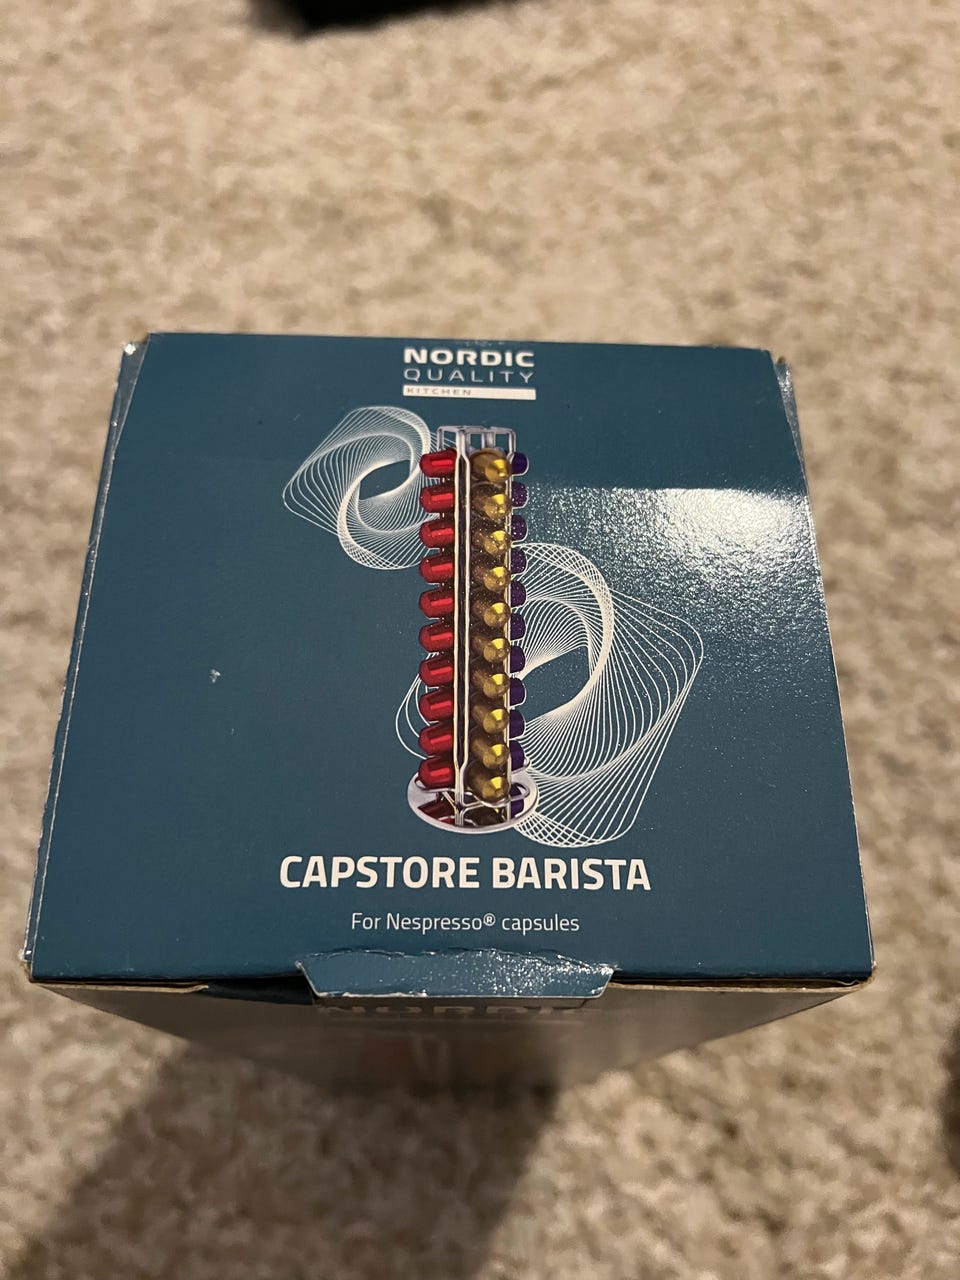 NORDIC
QUALITY
KITCHEN
CAPSTORE BARISTA
For Nespresso® capsules